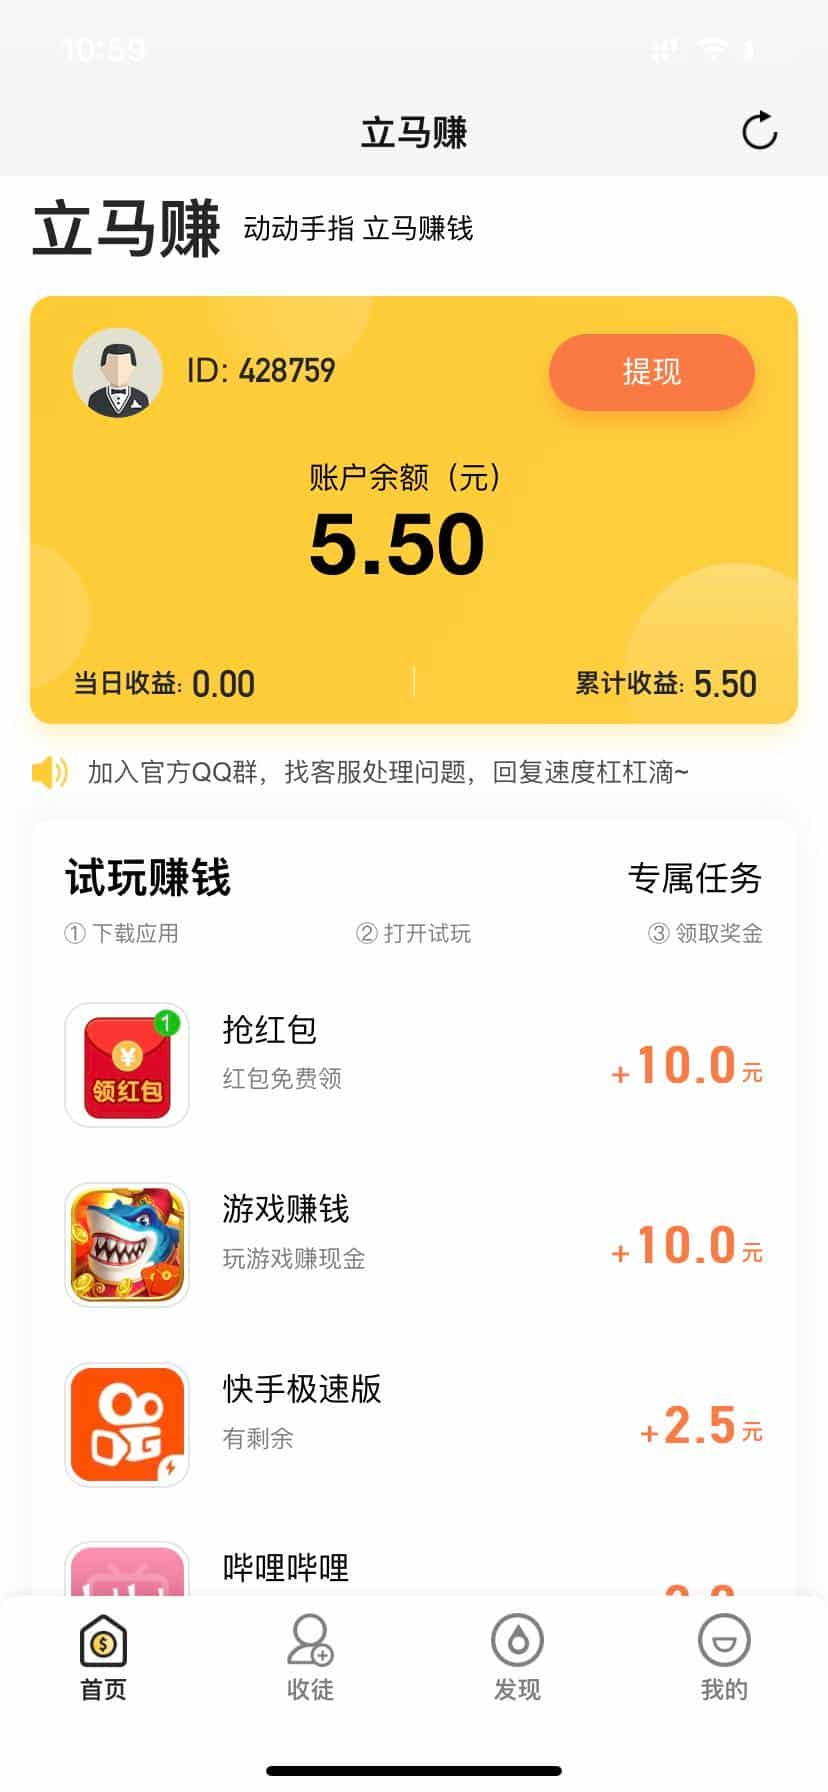 10:59
立马赚
立马赚 动动手指 立马赚钱
ID: 428759 提现
账户余额（元）
5.50
当日收益: 0.00 累计收益: 5.50
加入官方QQ群，找客服处理问题，回复速度杠杠滴~
试玩赚钱 专属任务
① 下载应用 ② 打开试玩 ③ 领取奖金
1
¥
领红包
抢红包
红包免费领
+10.0元
游戏赚钱
玩游戏赚现金
+10.0元
快手极速版
有剩余
+2.5元
哔哩哔哩
首页 收徒 发现 我的